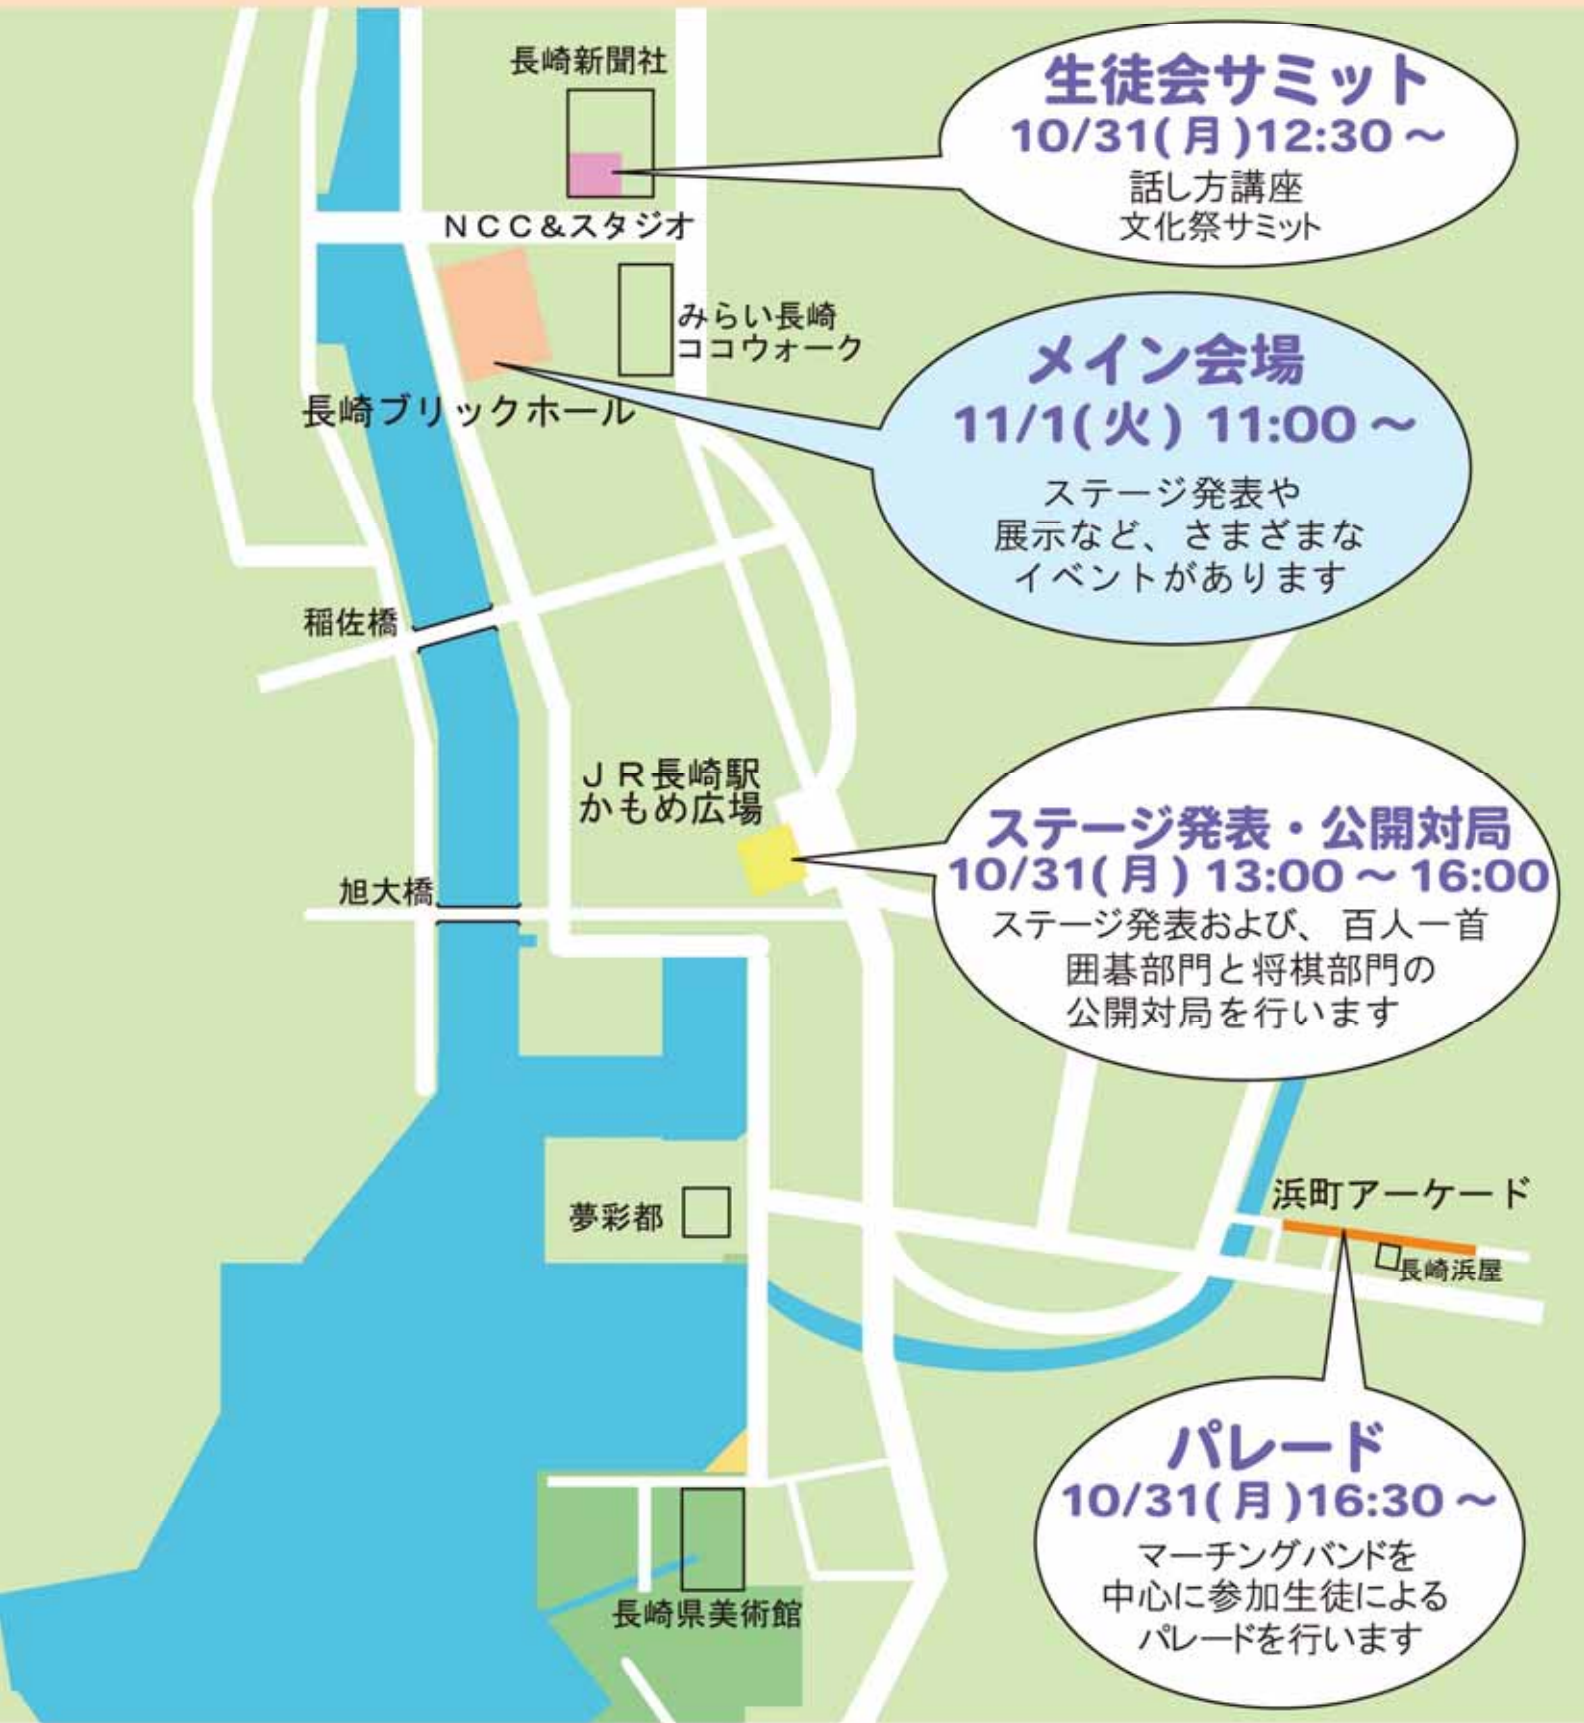 長崎新聞社
生徒会サミット
10/31(月)12:30～
話し方講座
文化祭サミット
NCC&スタジオ
みらい長崎
ココウォーク
長崎ブリックホール
メイン会場
11/1(火) 11:00～
ステージ発表や
展示など、さまざまな
イベントがあります
稲佐橋
JR長崎駅
かもめ広場
ステージ発表・公開対局
10/31(月) 13:00～16:00
ステージ発表および、百人一首
囲碁部門と将棋部門の
公開対局を行います
旭大橋
夢彩都
浜町アーケード
長崎浜屋
パレード
10/31(月)16:30～
マーチングバンドを
中心に参加生徒による
パレードを行います
長崎県美術館